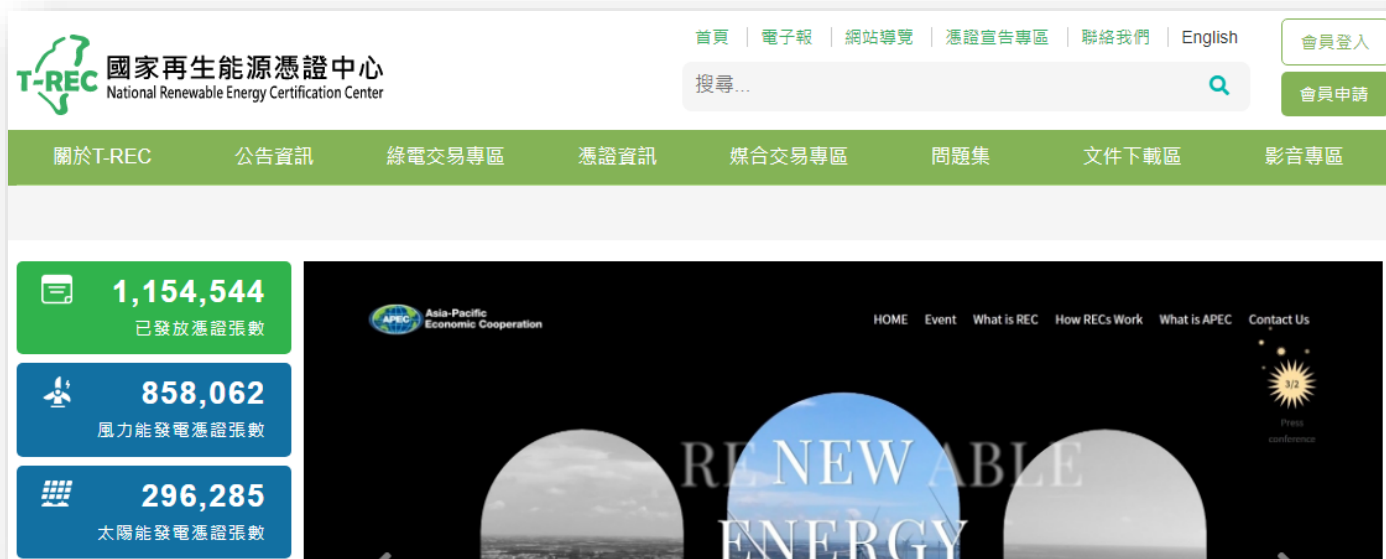 首頁 電子報 網站導覽 憑證宣告專區 聯絡我們 English
會員登入
T-REC 國家再生能源憑證中心
National Renewable Energy Certification Center
搜尋...
會員申請
關於T-REC 公告資訊 綠電交易專區 憑證資訊 媒合交易專區 問題集 文件下載區 影音專區
1,154,544
已發放憑證張數
858,062
風力能發電憑證張數
296,285
太陽能發電憑證張數
APEC Asia-Pacific
Economic Cooperation
HOME Event What is REC How RECs Work What is APEC Contact Us
3/2
Press
conference
RENEWABLE
ENERGY